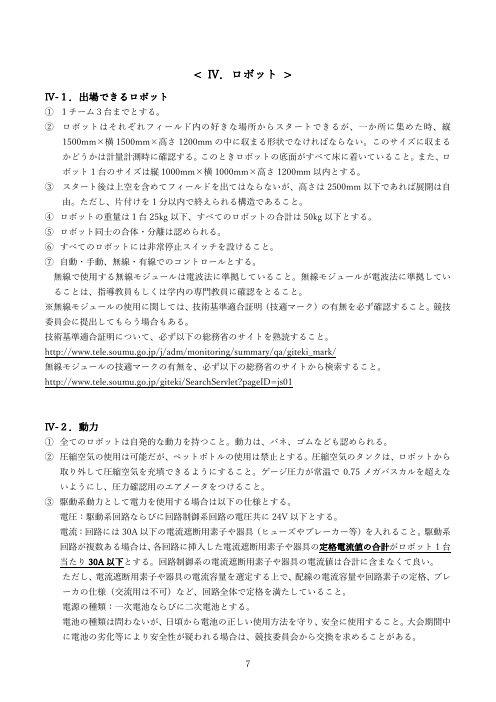 < Ⅳ．ロボット >
Ⅳ-１．出場できるロボット
① １チーム３台までとする。
② ロボットはそれぞれフィールド内の好きな場所からスタートできるが、一か所に集めた時、縦
1500mm×横 1500mm×高さ 1200mm の中に収まる形状でなければならない。このサイズに収まる
かどうかは計量計測時に確認する。このときロボットの底面がすべて床に着いていること。また、ロ
ボット 1 台のサイズは縦 1000mm×横 1000mm×高さ 1200mm 以内とする。
③ スタート後は上空を含めてフィールドを出てはならないが、高さは 2500mm 以下であれば展開は自
由。ただし、片付けを 1 分以内で終えられる構造であること。
④ ロボットの重量は 1 台 25kg 以下、すべてのロボットの合計は 50kg 以下とする。
⑤ ロボット同士の合体・分離は認められる。
⑥ すべてのロボットには非常停止スイッチを設けること。
⑦ 自動・手動、無線・有線でのコントロールとする。
無線で使用する無線モジュールは電波法に準拠していること。無線モジュールが電波法に準拠してい
ることは、指導教員もしくは学内の専門教員に確認をとること。
※無線モジュールの使用に関しては、技術基準適合証明（技適マーク）の有無を必ず確認すること。競技
委員会に提出してもらう場合もある。
技術基準適合証明について、必ず以下の総務省のサイトを熟読すること。
http://www.tele.soumu.go.jp/j/adm/monitoring/summary/qa/giteki_mark/
無線モジュールの技適マークの有無を、必ず以下の総務省のサイトから検索すること。
http://www.tele.soumu.go.jp/giteki/SearchServlet?pageID=js01
Ⅳ-２．動力
① 全てのロボットは自発的な動力を持つこと。動力は、バネ、ゴムなども認められる。
② 圧縮空気の使用は可能だが、ペットボトルの使用は禁止とする。圧縮空気のタンクは、ロボットから
取り外して圧縮空気を充填できるようにすること。ゲージ圧力が常温で 0.75 メガパスカルを超えな
いようにし、圧力確認用のエアメータをつけること。
③ 駆動系動力として電力を使用する場合は以下の仕様とする。
電圧：駆動系回路ならびに回路制御系回路の電圧共に 24V 以下とする。
電流：回路には 30A 以下の電流遮断用素子や器具（ヒューズやブレーカー等）を入れること。駆動系
回路が複数ある場合は、各回路に挿入した電流遮断用素子や器具の定格電流値の合計がロボット 1 台
当たり 30A 以下とする。回路制御系の電流遮断用素子や器具の電流値は合計に含まなくて良い。
ただし、電流遮断用素子や器具の電流容量を選定する上で、配線の電流容量や回路素子の定格、ブレ
ーカの仕様（交流用は不可）など、回路全体で定格を満たしていること。
電源の種類：一次電池ならびに二次電池とする。
電池の種類は問わないが、日頃から電池の正しい使用方法を守り、安全に使用すること。大会期間中
に電池の劣化等により安全性が疑われる場合は、競技委員会から交換を求めることがある。
7